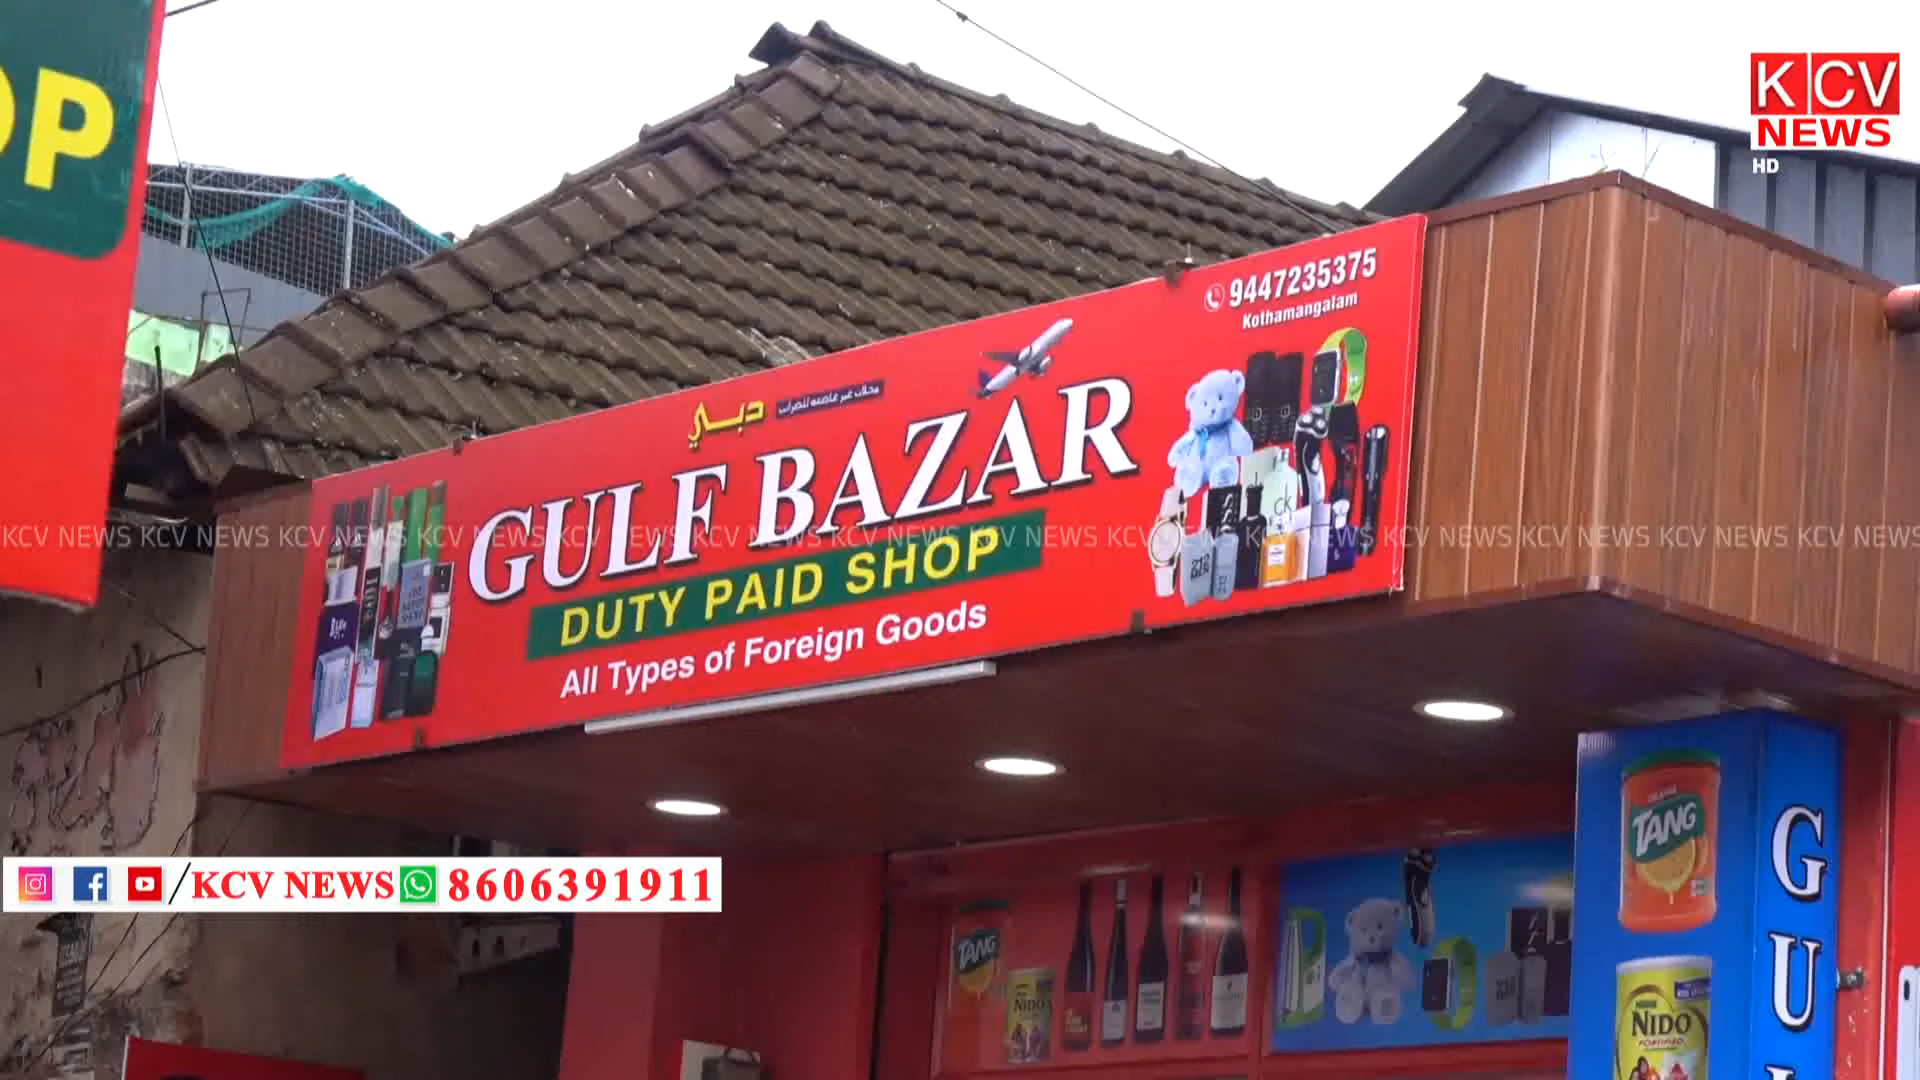 OP
KCV
NEWS
HD
9447235375
Kothamangalam
دبي
GULF BAZAR
DUTY PAID SHOP
All Types of Foreign Goods
KCV NEWS KCV NEWS KCV NEWS KCV NEWS KCV NEWS KCV NEWS KCV NEWS KCV NEWS KCV NEWS KCV NEWS KCV NEWS KCV NEWS KCV NEWS KCV NEWS
TANG
GU
NIDO
/KCV NEWS 8606391911
TANG
NIDO